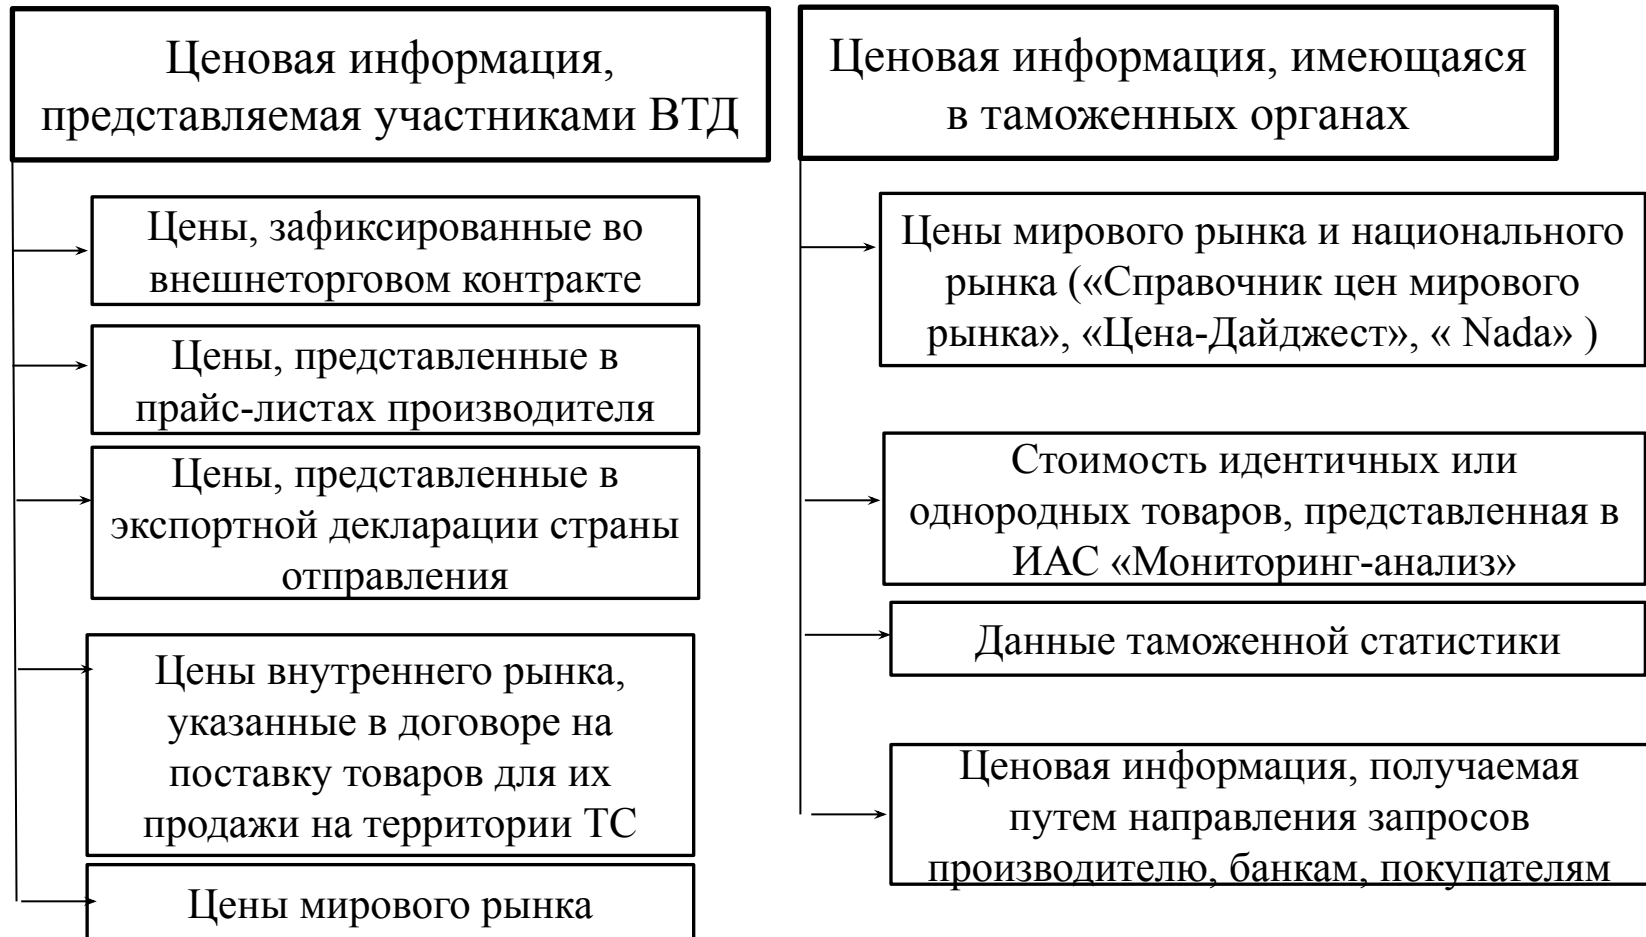 Ценовая информация,
представляемая участниками ВТД
Цены, зафиксированные во
внешнеторговом контракте
Цены, представленные в
прайс-листах производителя
Цены, представленные в
экспортной декларации страны
отправления
Цены внутреннего рынка,
указанные в договоре на
поставку товаров для их
продажи на территории ТС
Цены мирового рынка
Ценовая информация, имеющаяся
в таможенных органах
Цены мирового рынка и национального
рынка («Справочник цен мирового
рынка», «Цена-Дайджест», « Nada» )
Стоимость идентичных или
однородных товаров, представленная в
ИАС «Мониторинг-анализ»
Данные таможенной статистики
Ценовая информация, получаемая
путем направления запросов
производителю, банкам, покупателям